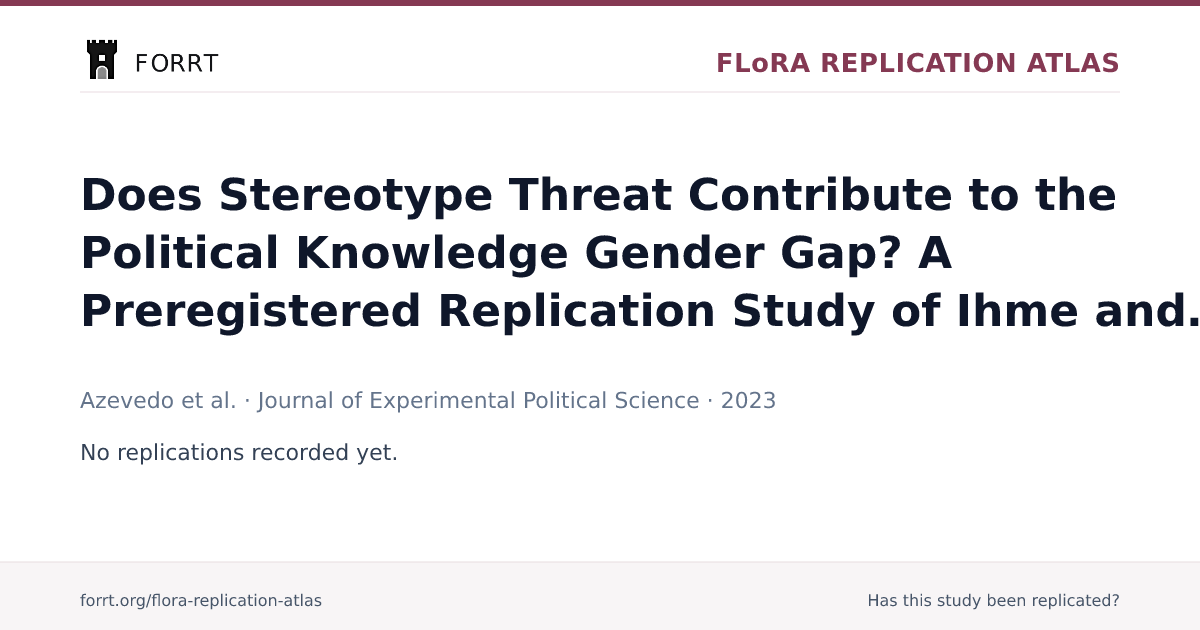 FORRT
FLoRA REPLICATION ATLAS
Does Stereotype Threat Contribute to the
Political Knowledge Gender Gap? A
Preregistered Replication Study of Ihme and.
Azevedo et al. · Journal of Experimental Political Science · 2023
No replications recorded yet.
forrt.org/flora-replication-atlas
Has this study been replicated?